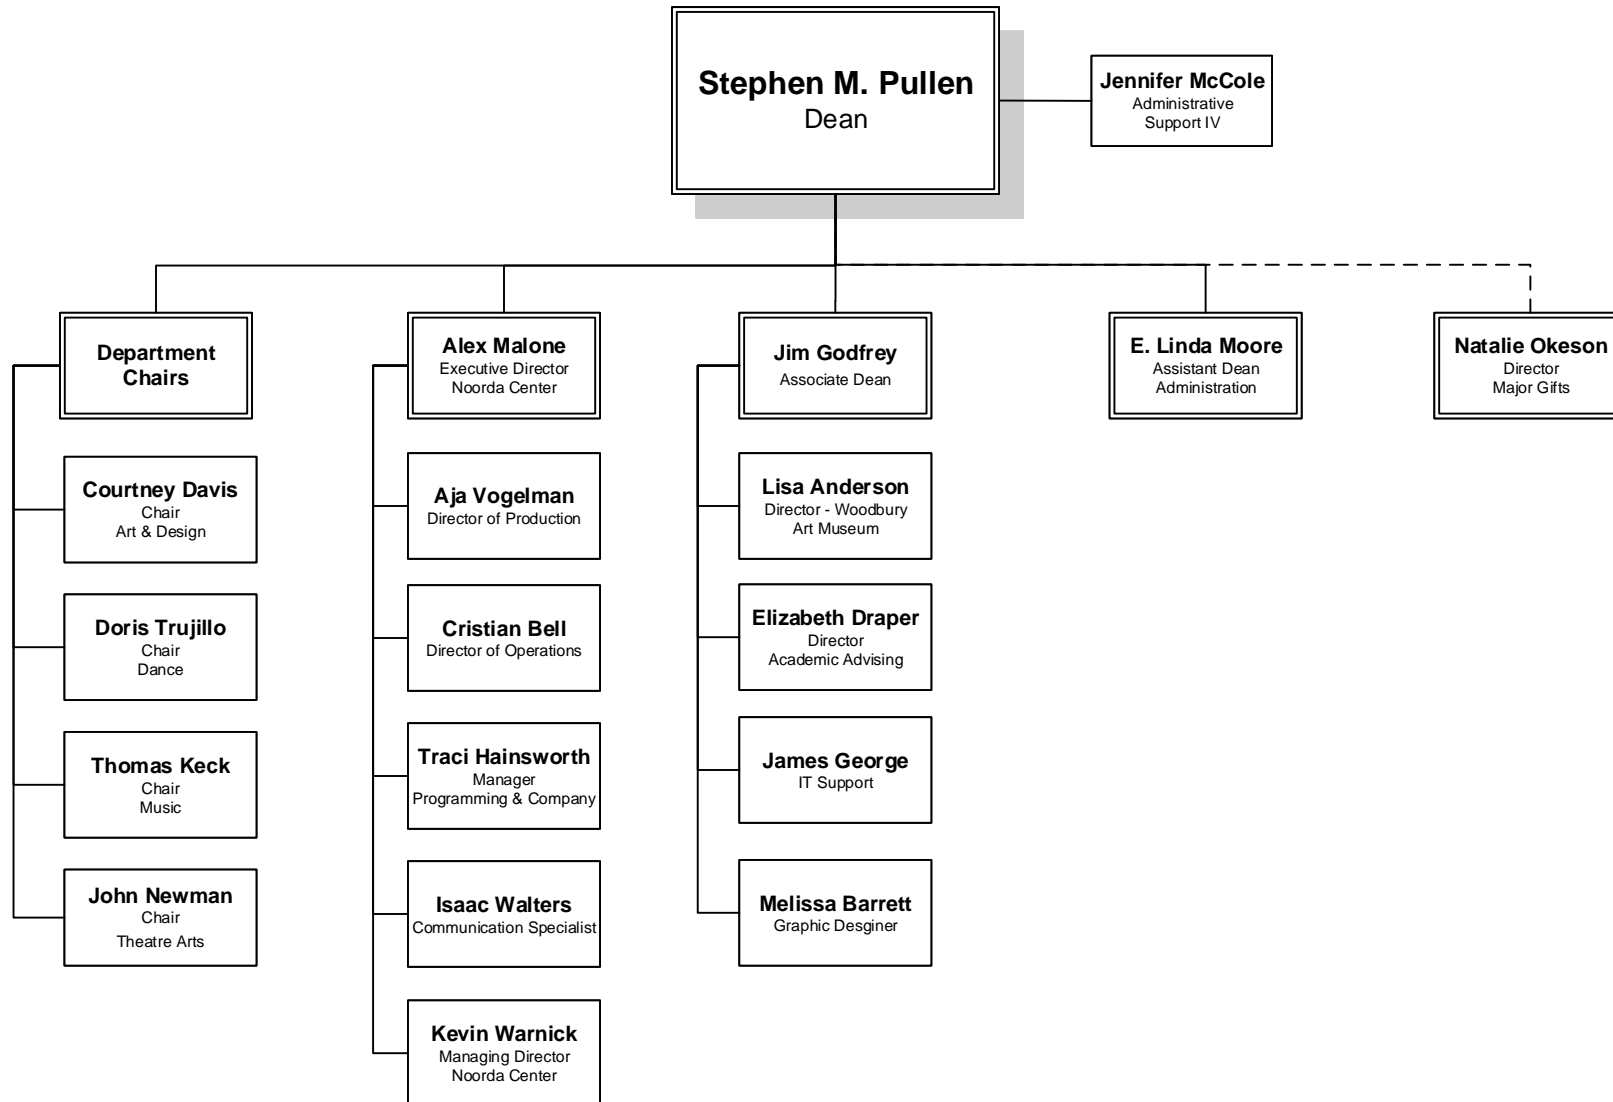 Stephen M. Pullen
Dean
Jennifer McCole
Administrative
Support IV
Department
Chairs
Courtney Davis
Chair
Art & Design
Doris Trujillo
Chair
Dance
Thomas Keck
Chair
Music
John Newman
Chair
Theatre Arts
Alex Malone
Executive Director
Noorda Center
Aja Vogelman
Director of Production
Cristian Bell
Director of Operations
Traci Hainsworth
Manager
Programming & Company
Isaac Walters
Communication Specialist
Kevin Warnick
Managing Director
Noorda Center
Jim Godfrey
Associate Dean
Lisa Anderson
Director - Woodbury
Art Museum
Elizabeth Draper
Director
Academic Advising
James George
IT Support
Melissa Barrett
Graphic Desginer
E. Linda Moore
Assistant Dean
Administration
Natalie Okeson
Director
Major Gifts